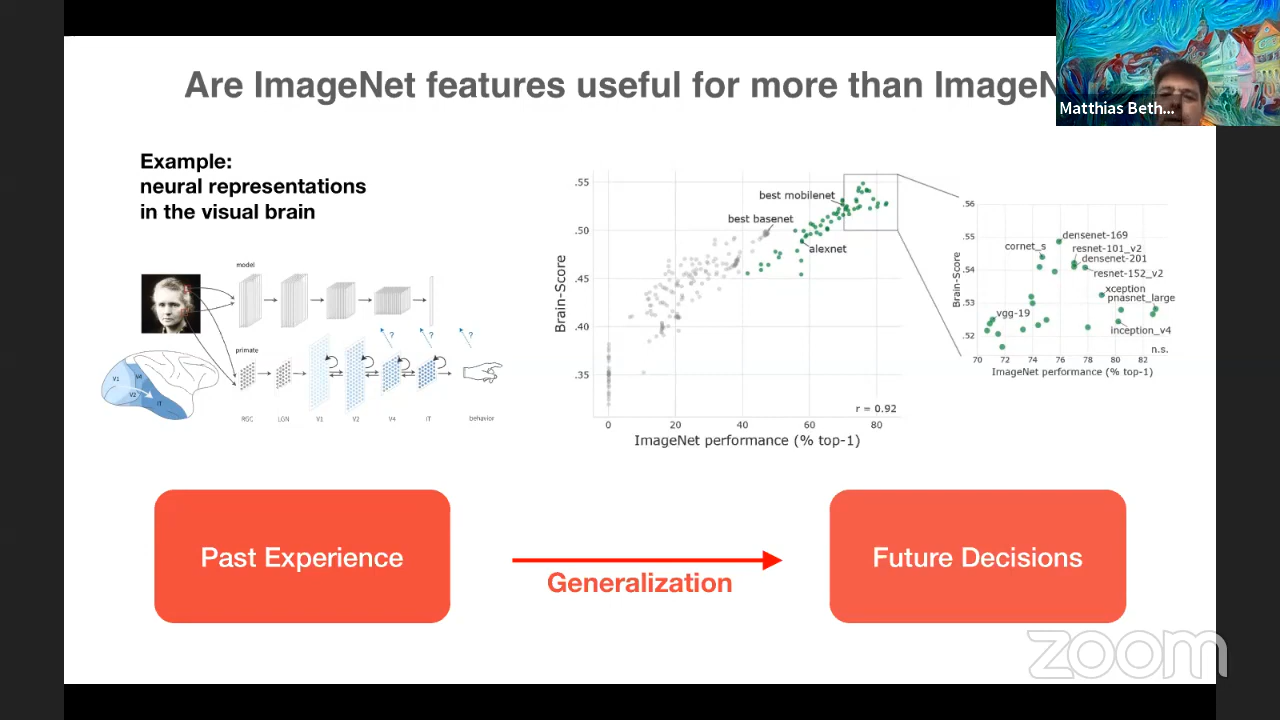 Are ImageNet features useful for more than ImageN
Matthias Beth...
Example:
neural representations
in the visual brain
model
primate
?
?
?
V1
V2
V4
IT
RGC
LGN
V1
V2
V4
IT
behavior
Brain-Score
.55
.50
.45
.40
.35
best mobilenet
best basenet
alexnet
r = 0.92
0
20
40
60
80
ImageNet performance (% top-1)
Brain-Score
.56
.55
.54
.53
.52
densenet-169
cornet_s
resnet-101_v2
densenet-201
resnet-152_v2
xception
pnasnet_large
vgg-19
inception_v4
n.s.
70
72
74
76
78
80
82
ImageNet performance (% top-1)
Past Experience
Generalization
Future Decisions
zoom